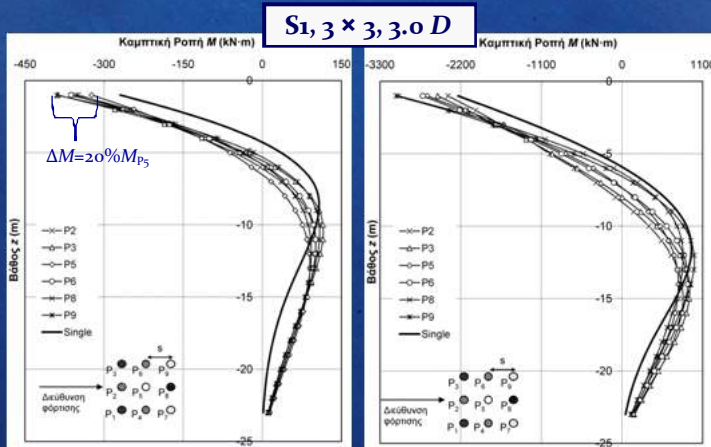 S1, 3 × 3, 3.0 D
Καμπτική Ροπή M (kN·m)
-450 -300 -150 0 150
0
-5
-10
-15
-20
-25
Βάθος z (m)
ΔM=20%M_P5
P2
P3
P5
P6
P8
P9
Single
s
P3 P6 P9
P2 P5 P8
P1 P4 P7
Διεύθυνση
φόρτισης
Καμπτική Ροπή M (kN·m)
-3300 -2200 -1100 0 1100
0
-5
-10
-15
-20
-25
Βάθος z (m)
P2
P3
P5
P6
P8
P9
Single
s
P3 P6 P9
P2 P5 P8
P1 P4 P7
Διεύθυνση
φόρτισης